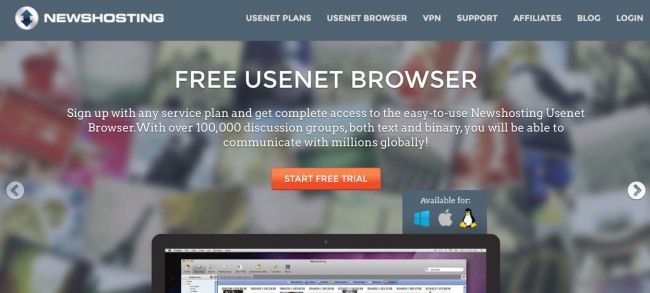 NEWSHOSTING
USENET PLANS USENET BROWSER VPN SUPPORT AFFILIATES BLOG LOGIN
FREE USENET BROWSER
Sign up with any service plan and get complete access to the easy-to-use Newshosting Usenet
Browser.With over 100,000 discussion groups, both text and binary, you will be able to
communicate with millions globally!
START FREE TRIAL
Available for:
Newshosting